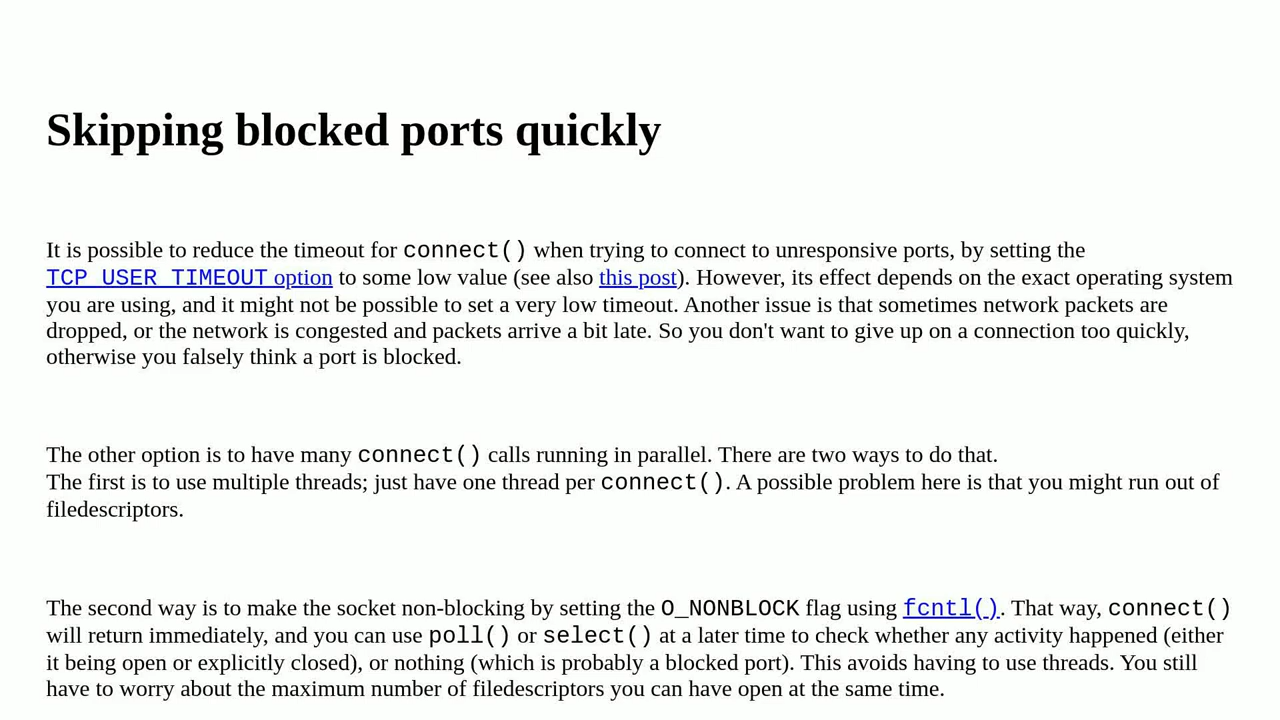 Skipping blocked ports quickly
It is possible to reduce the timeout for connect() when trying to connect to unresponsive ports, by setting the
TCP_USER_TIMEOUT option to some low value (see also this post). However, its effect depends on the exact operating system
you are using, and it might not be possible to set a very low timeout. Another issue is that sometimes network packets are
dropped, or the network is congested and packets arrive a bit late. So you don't want to give up on a connection too quickly,
otherwise you falsely think a port is blocked.
The other option is to have many connect() calls running in parallel. There are two ways to do that.
The first is to use multiple threads; just have one thread per connect(). A possible problem here is that you might run out of
filedescriptors.
The second way is to make the socket non-blocking by setting the O_NONBLOCK flag using fcntl(). That way, connect()
will return immediately, and you can use poll() or select() at a later time to check whether any activity happened (either
it being open or explicitly closed), or nothing (which is probably a blocked port). This avoids having to use threads. You still
have to worry about the maximum number of filedescriptors you can have open at the same time.